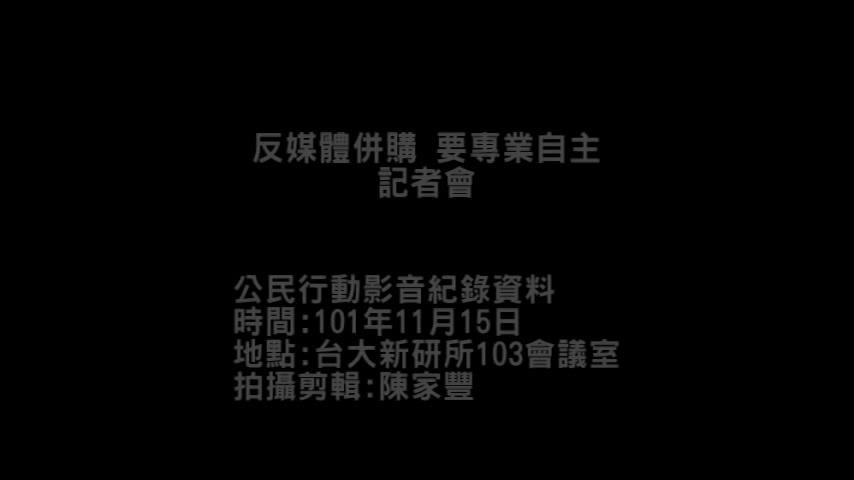 反媒體併購 要專業自主
記者會
公民行動影音紀錄資料
時間:101年11月15日
地點:台大新研所103會議室
拍攝剪輯:陳家豐